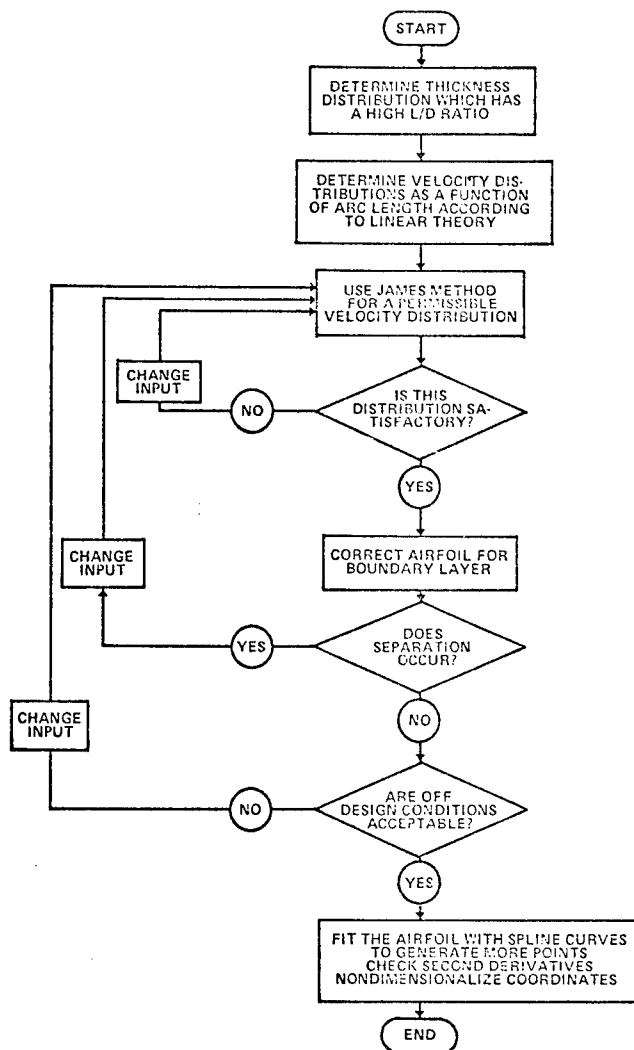 START
DETERMINE THICKNESS
DISTRIBUTION WHICH HAS
A HIGH L/D RATIO
DETERMINE VELOCITY DIS-
TRIBUTIONS AS A FUNCTION
OF ARC LENGTH ACCORDING
TO LINEAR THEORY
USE JAMES METHOD
FOR A PERMISSIBLE
VELOCITY DISTRIBUTION
CHANGE
INPUT
NO
IS THIS
DISTRIBUTION SA-
TISFACTORY?
YES
CORRECT AIRFOIL FOR
BOUNDARY LAYER
CHANGE
INPUT
YES
DOES
SEPARATION
OCCUR?
NO
CHANGE
INPUT
NO
ARE OFF
DESIGN CONDITIONS
ACCEPTABLE?
YES
FIT THE AIRFOIL WITH SPLINE CURVES
TO GENERATE MORE POINTS
CHECK SECOND DERIVATIVES
NONDIMENSIONALIZE COORDINATES
END